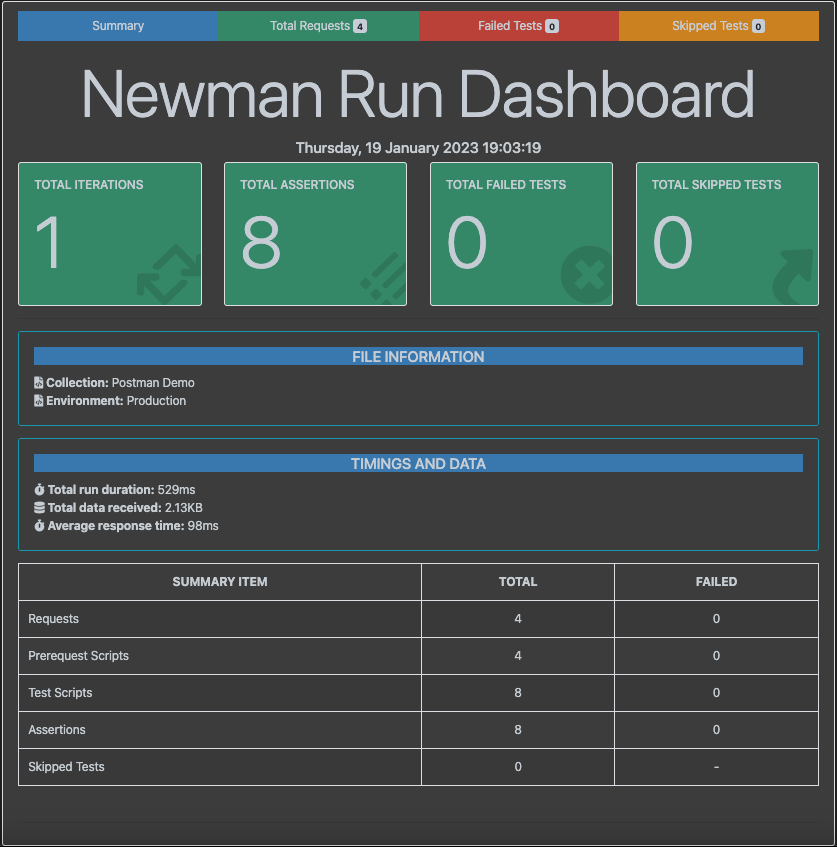 Summary Total Requests 4 Failed Tests 0 Skipped Tests 0
Newman Run Dashboard
Thursday, 19 January 2023 19:03:19
TOTAL ITERATIONS TOTAL ASSERTIONS TOTAL FAILED TESTS TOTAL SKIPPED TESTS
1 8 0 0
FILE INFORMATION
Collection: Postman Demo
Environment: Production
TIMINGS AND DATA
Total run duration: 529ms
Total data received: 2.13KB
Average response time: 98ms
SUMMARY ITEM TOTAL FAILED
Requests 4 0
Prerequest Scripts 4 0
Test Scripts 8 0
Assertions 8 0
Skipped Tests 0 -